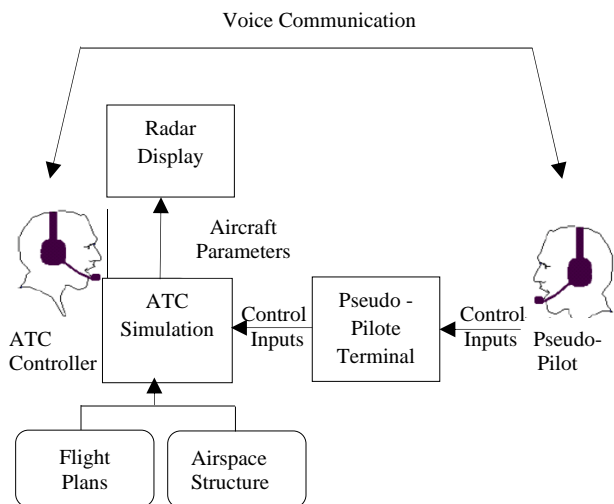 Voice Communication
Radar
Display
Aircraft
Parameters
ATC
Controller
ATC
Simulation
Control
Inputs
Pseudo -
Pilote
Terminal
Control
Inputs
Pseudo-
Pilot
Flight
Plans
Airspace
Structure